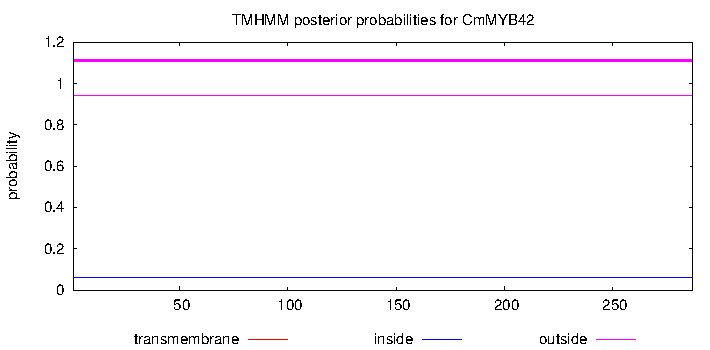 TMHMM posterior probabilities for CmMYB42
1.2
1
0.8
0.6
0.4
0.2
0
probability
50 100 150 200 250
transmembrane inside outside